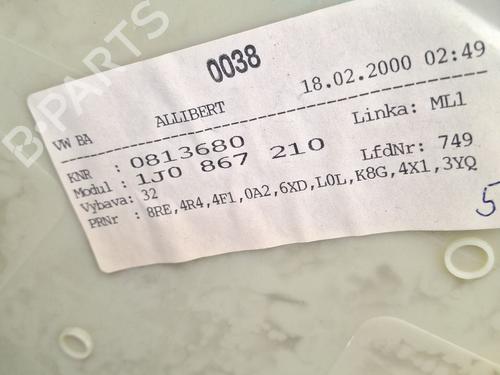 0038
VW BA ALLIBERT 18.02.2000 02:49
KNR : 0813680 Linka: ML1
Modul : 1J0 867 210 LfdNr: 749
Vybava: 32
PRNr : 8RE,4R4,4F1,0A2,6XD,L0L,K8G,4X1,3YQ
5
B-PARTS